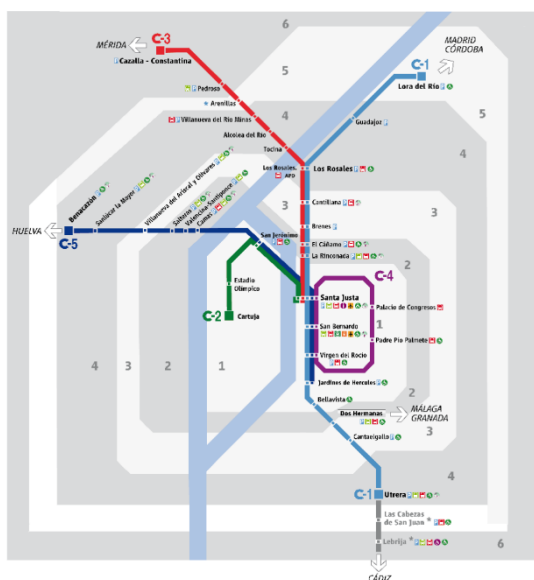 6
C-3
MÉRIDA
Cazalla - Constantina
MADRID
CÓRDOBA
C-1
Lora del Río
5
Pedroso
Arenillas
4
Villanueva del Río Minas
Guadajoz
5
Alcolea del Río
Tocina
4
Los Rosales,
APD
Los Rosales
Benacazón
Sanlúcar la Mayor
Villanueva del Ariscal y Olivares
Salteras
Valencina-Santiponce
Camas
3
Cantillana
3
Brenes
HUELVA
C-5
San Jerónimo
El Cáñamo
2
La Rinconada
C-4
Estadio
Olímpico
Santa Justa
C-2
Cartuja
Palacio de Congresos
1
San Bernardo
Padre Pío Palmete
4
3
2
1
Virgen del Rocío
Jardines de Hercules
2
Bellavista
Dos Hermanas
MÁLAGA
GRANADA
3
Cantaelgallo
4
C-1
Utrera
Las Cabezas
de San Juan *
Lebrija *
6
CÁDIZ